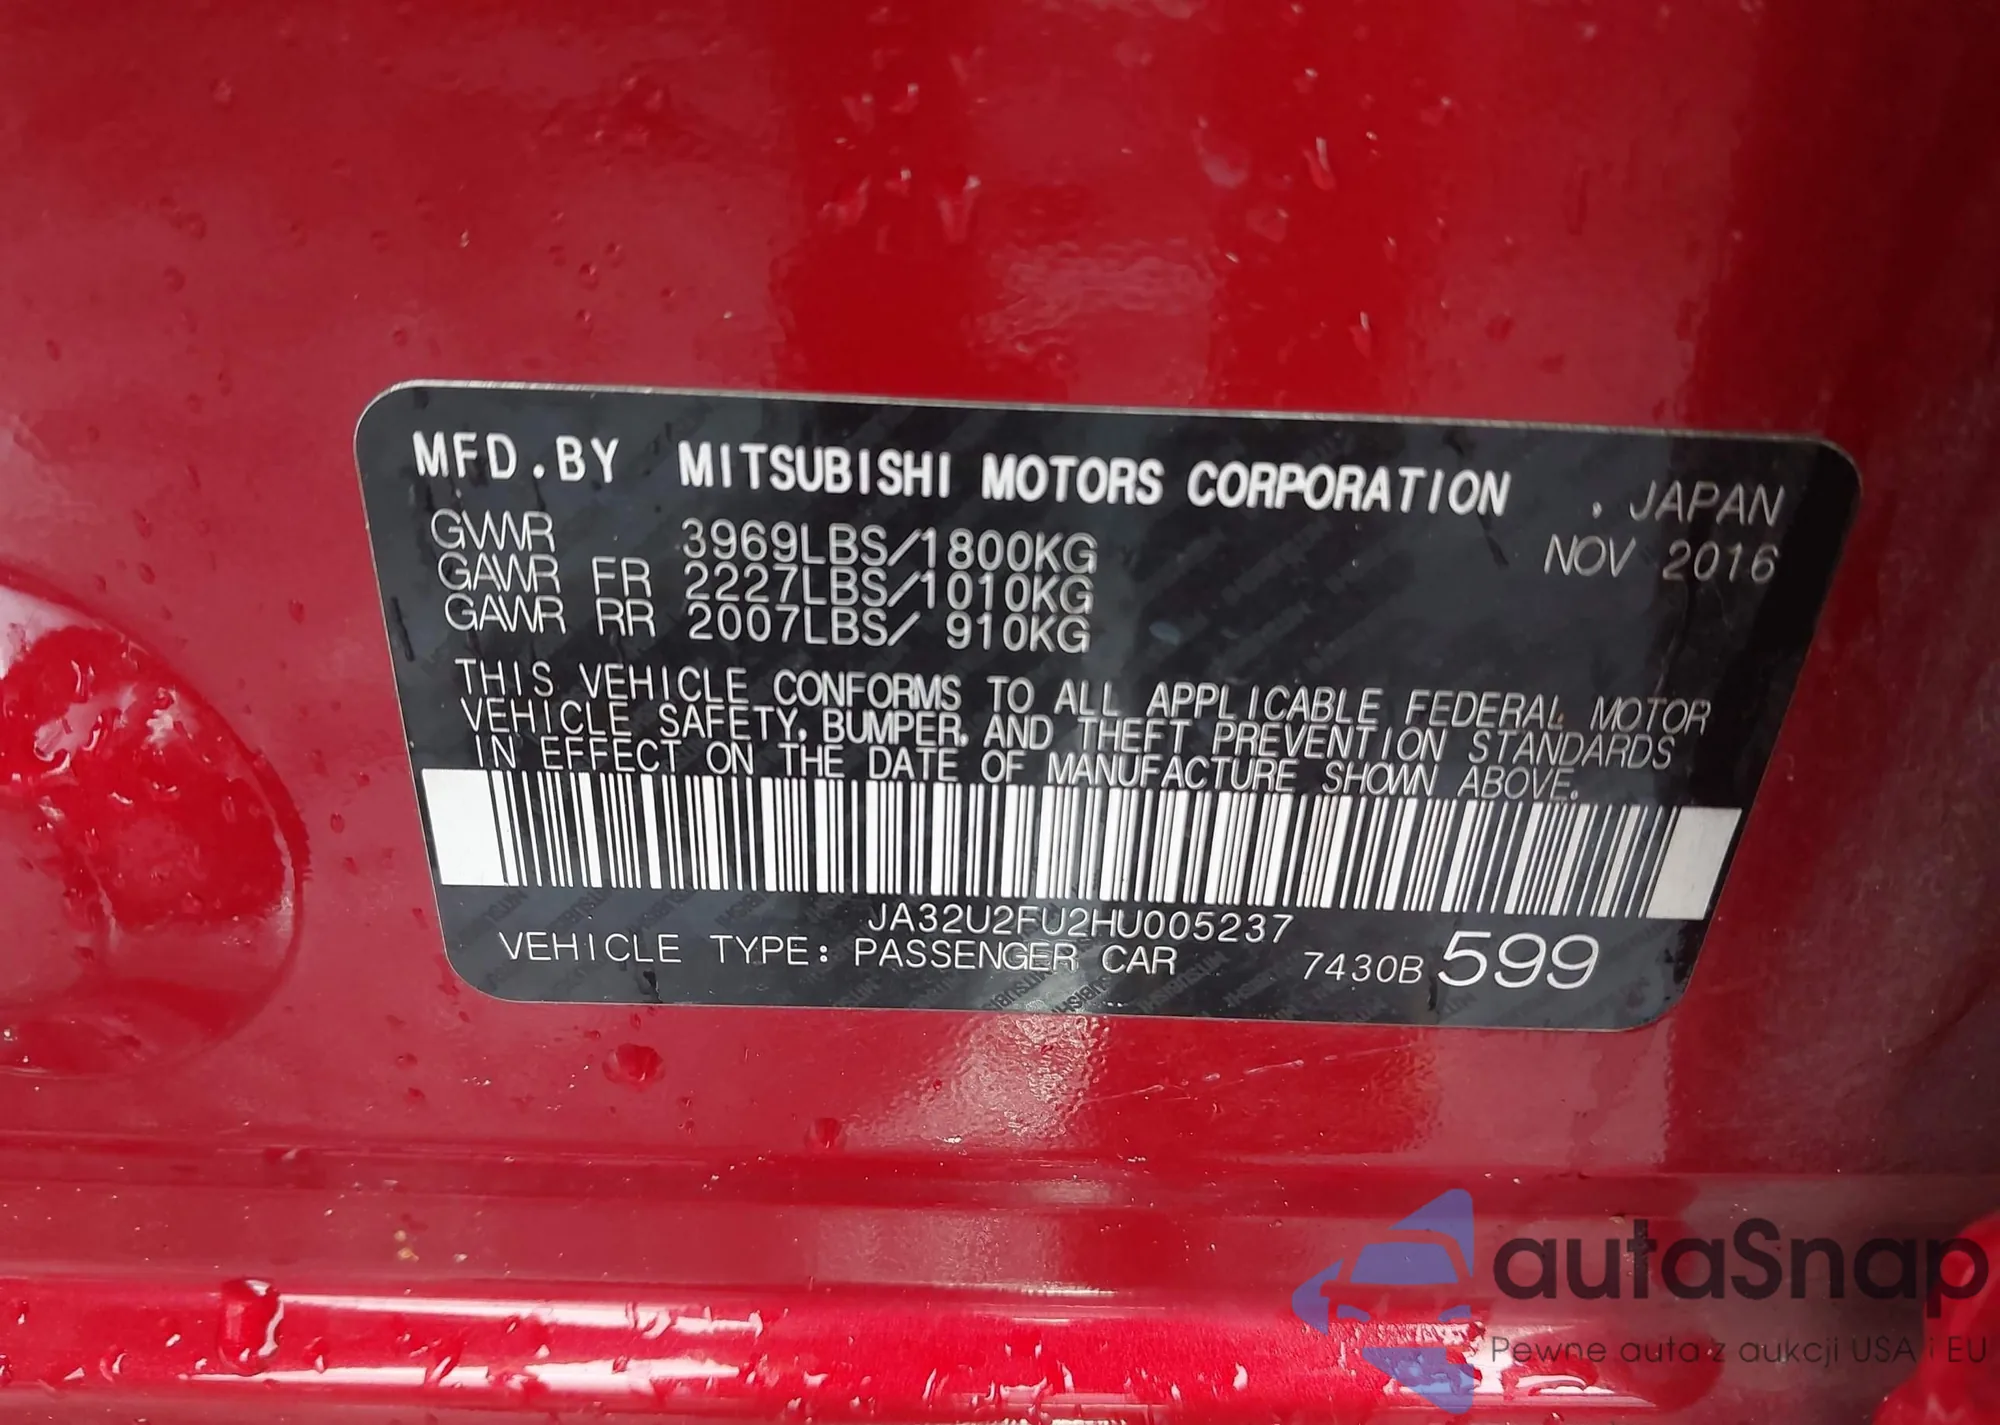 MFD.BY MITSUBISHI MOTORS CORPORATION . JAPAN
GVWR 3969LBS/1800KG NOV 2016
GAWR FR 2227LBS/1010KG
GAWR RR 2007LBS/ 910KG
THIS VEHICLE CONFORMS TO ALL APPLICABLE FEDERAL MOTOR
VEHICLE SAFETY, BUMPER, AND THEFT PREVENTION STANDARDS
IN EFFECT ON THE DATE OF MANUFACTURE SHOWN ABOVE.
JA32U2FU2HU005237
VEHICLE TYPE: PASSENGER CAR 7430B 599
autaSnap
Pewne auta z aukcji USA i EU